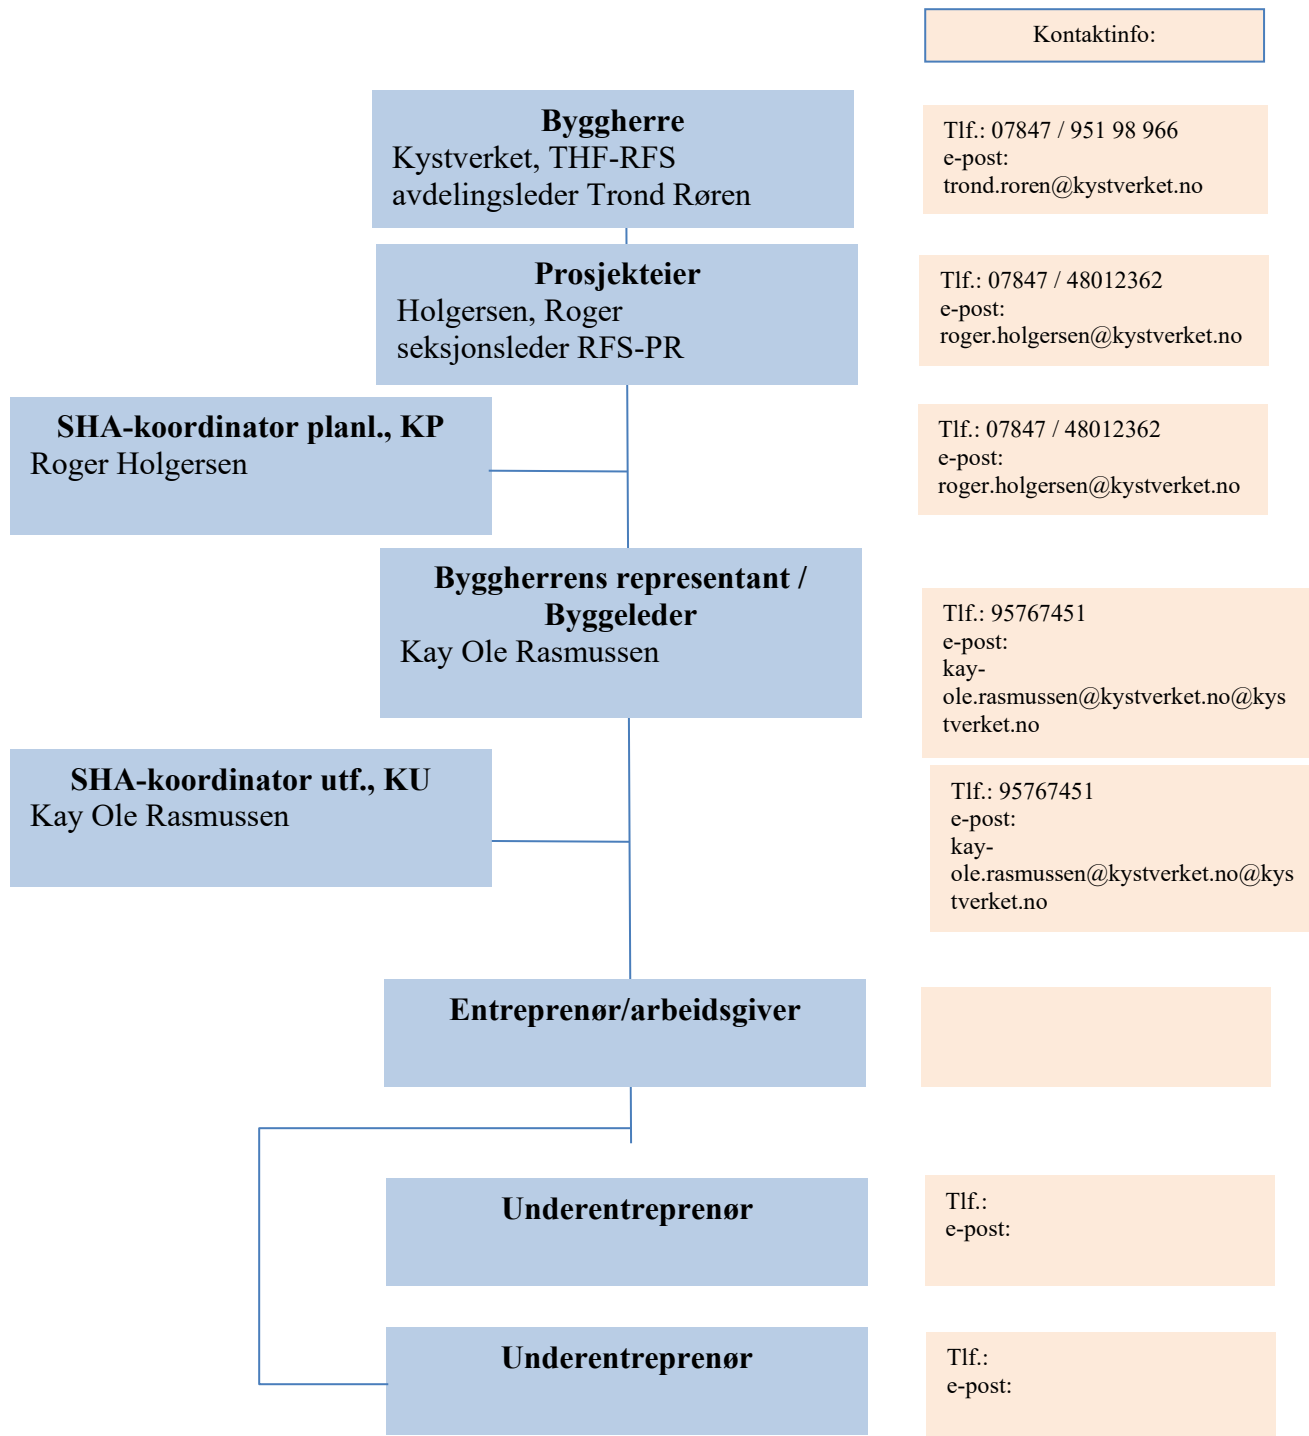 Kontaktinfo:
Byggherre
Kystverket, THF-RFS
avdelingsleder Trond Røren
Tlf.: 07847 / 951 98 966
e-post:
trond.roren@kystverket.no
Prosjekteier
Holgersen, Roger
seksjonsleder RFS-PR
Tlf.: 07847 / 48012362
e-post:
roger.holgersen@kystverket.no
SHA-koordinator planl., KP
Roger Holgersen
Tlf.: 07847 / 48012362
e-post:
roger.holgersen@kystverket.no
Byggherrens representant /
Byggeleder
Kay Ole Rasmussen
Tlf.: 95767451
e-post:
kay-
ole.rasmussen@kystverket.no@kys
tverket.no
SHA-koordinator utf., KU
Kay Ole Rasmussen
Tlf.: 95767451
e-post:
kay-
ole.rasmussen@kystverket.no@kys
tverket.no
Entreprenør/arbeidsgiver
Underentreprenør
Tlf.:
e-post:
Underentreprenør
Tlf.:
e-post: